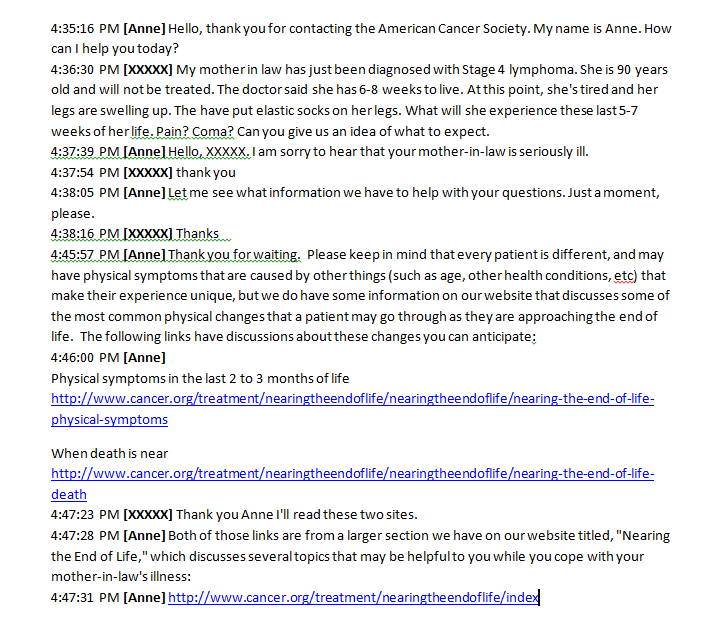 4:35:16 PM [Anne] Hello, thank you for contacting the American Cancer Society. My name is Anne. How
can I help you today?
4:36:30 PM [XXXXX] My mother in law has just been diagnosed with Stage 4 lymphoma. She is 90 years
old and will not be treated. The doctor said she has 6-8 weeks to live. At this point, she's tired and her
legs are swelling up. The have put elastic socks on her legs. What will she experience these last 5-7
weeks of her life. Pain? Coma? Can you give us an idea of what to expect.
4:37:39 PM [Anne] Hello, XXXXX. I am sorry to hear that your mother-in-law is seriously ill.
4:37:54 PM [XXXXX] thank you
4:38:05 PM [Anne] Let me see what information we have to help with your questions. Just a moment,
please.
4:38:16 PM [XXXXX] Thanks
4:45:57 PM [Anne] Thank you for waiting. Please keep in mind that every patient is different, and may
have physical symptoms that are caused by other things (such as age, other health conditions, etc) that
make their experience unique, but we do have some information on our website that discusses some of
the most common physical changes that a patient may go through as they are approaching the end of
life. The following links have discussions about these changes you can anticipate:
4:46:00 PM [Anne]
Physical symptoms in the last 2 to 3 months of life
http://www.cancer.org/treatment/nearingtheendoflife/nearingtheendoflife/nearing-the-end-of-life-
physical-symptoms
When death is near
http://www.cancer.org/treatment/nearingtheendoflife/nearingtheendoflife/nearing-the-end-of-life-
death
4:47:23 PM [XXXXX] Thank you Anne I'll read these two sites.
4:47:28 PM [Anne] Both of those links are from a larger section we have on our website titled, "Nearing
the End of Life," which discusses several topics that may be helpful to you while you cope with your
mother-in-law's illness:
4:47:31 PM [Anne] http://www.cancer.org/treatment/nearingtheendoflife/index